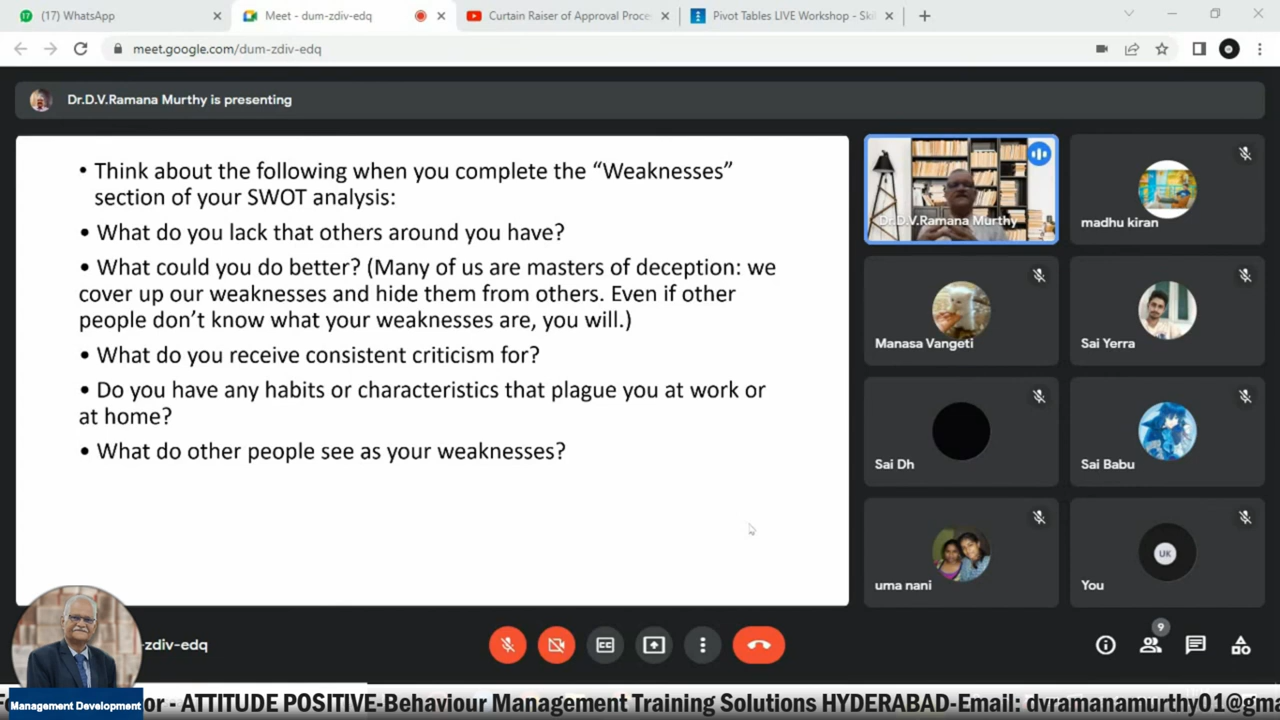 (17) WhatsApp
Meet - dum-zdiv-edq
Curtain Raiser of Approval Proce
Pivot Tables LIVE Workshop - Ski
meet.google.com/dum-zdiv-edq
Dr.D.V.Ramana Murthy is presenting
• Think about the following when you complete the “Weaknesses”
section of your SWOT analysis:
• What do you lack that others around you have?
• What could you do better? (Many of us are masters of deception: we
cover up our weaknesses and hide them from others. Even if other
people don’t know what your weaknesses are, you will.)
• What do you receive consistent criticism for?
• Do you have any habits or characteristics that plague you at work or
at home?
• What do other people see as your weaknesses?
Dr.D.V.Ramana Murthy
madhu kiran
Manasa Vangeti
Sai Yerra
Sai Dh
Sai Babu
uma nani
UK
You
-zdiv-edq
9
Management Development
or - ATTITUDE POSITIVE-Behaviour Management Training Solutions HYDERABAD-Email: dvramanamurthy01@gma